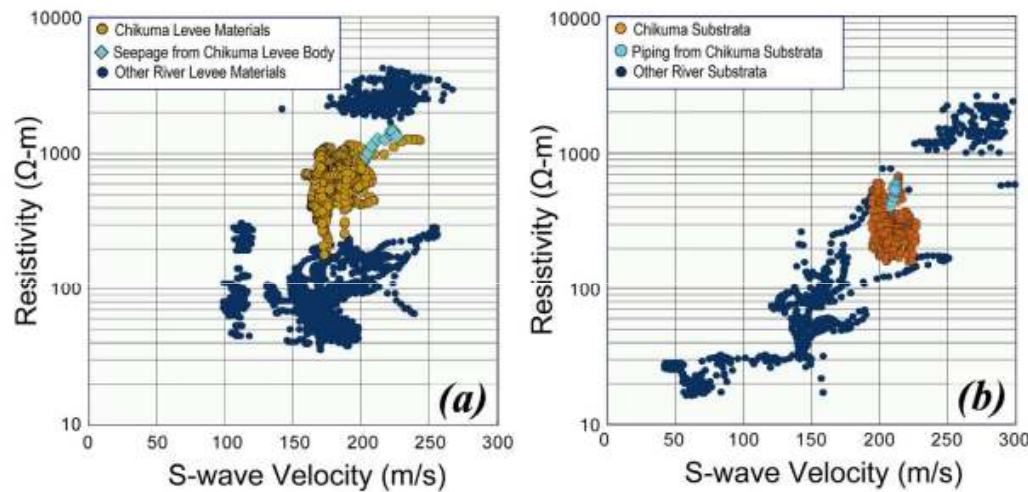 10000
Chikuma Levee Materials
Seepage from Chikuma Levee Body
Other River Levee Materials
1000
100
10
0
50
100
150
200
250
300
Resistivity (Ω-m)
S-wave Velocity (m/s)
(a)
10000
Chikuma Substrata
Piping from Chikuma Substrata
Other River Substrata
1000
100
10
0
50
100
150
200
250
300
Resistivity (Ω-m)
S-wave Velocity (m/s)
(b)